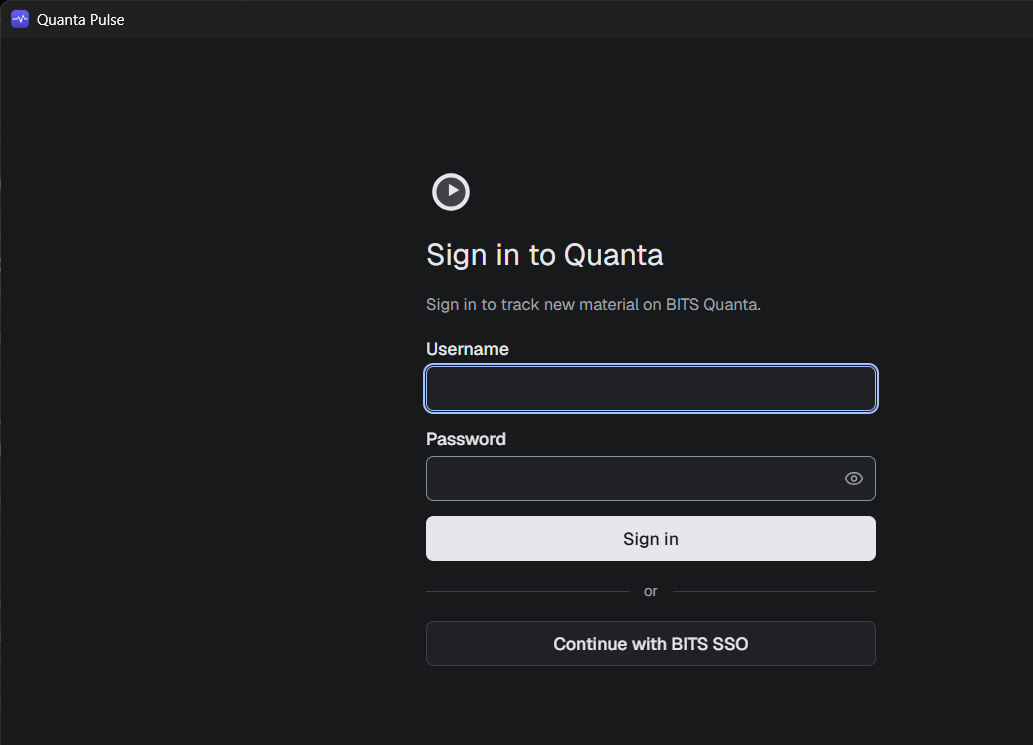 Quanta Pulse
Sign in to Quanta
Sign in to track new material on BITS Quanta.
Username
Password
Sign in
or
Continue with BITS SSO